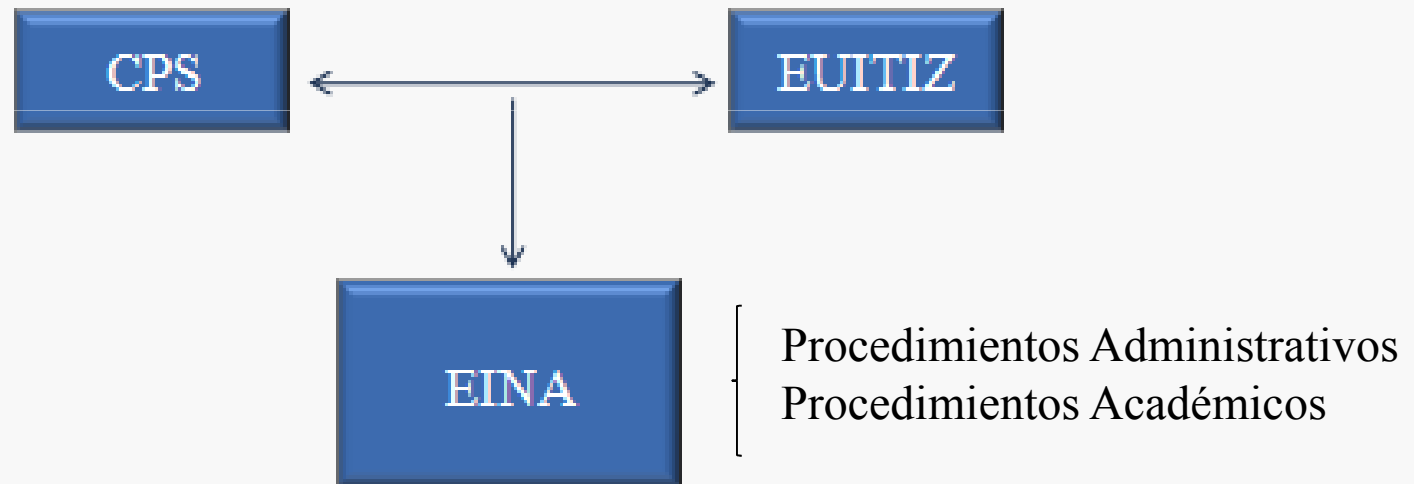 CPS
EUITIZ
EINA
Procedimientos Administrativos
Procedimientos Académicos